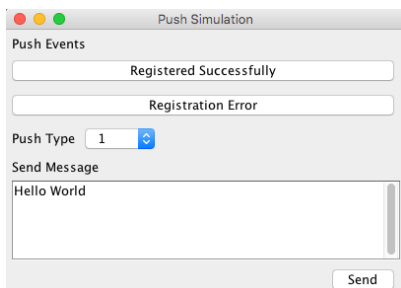 Push Simulation
Push Events
Registered Successfully
Registration Error
Push Type 1
Send Message
Hello World
Send